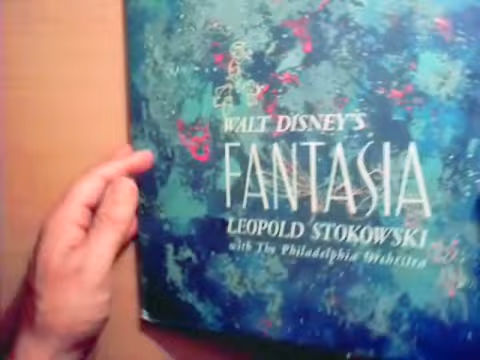 WALT DISNEY'S
FANTASIA
LEOPOLD STOKOWSKI
with The Philadelphia Orchestra